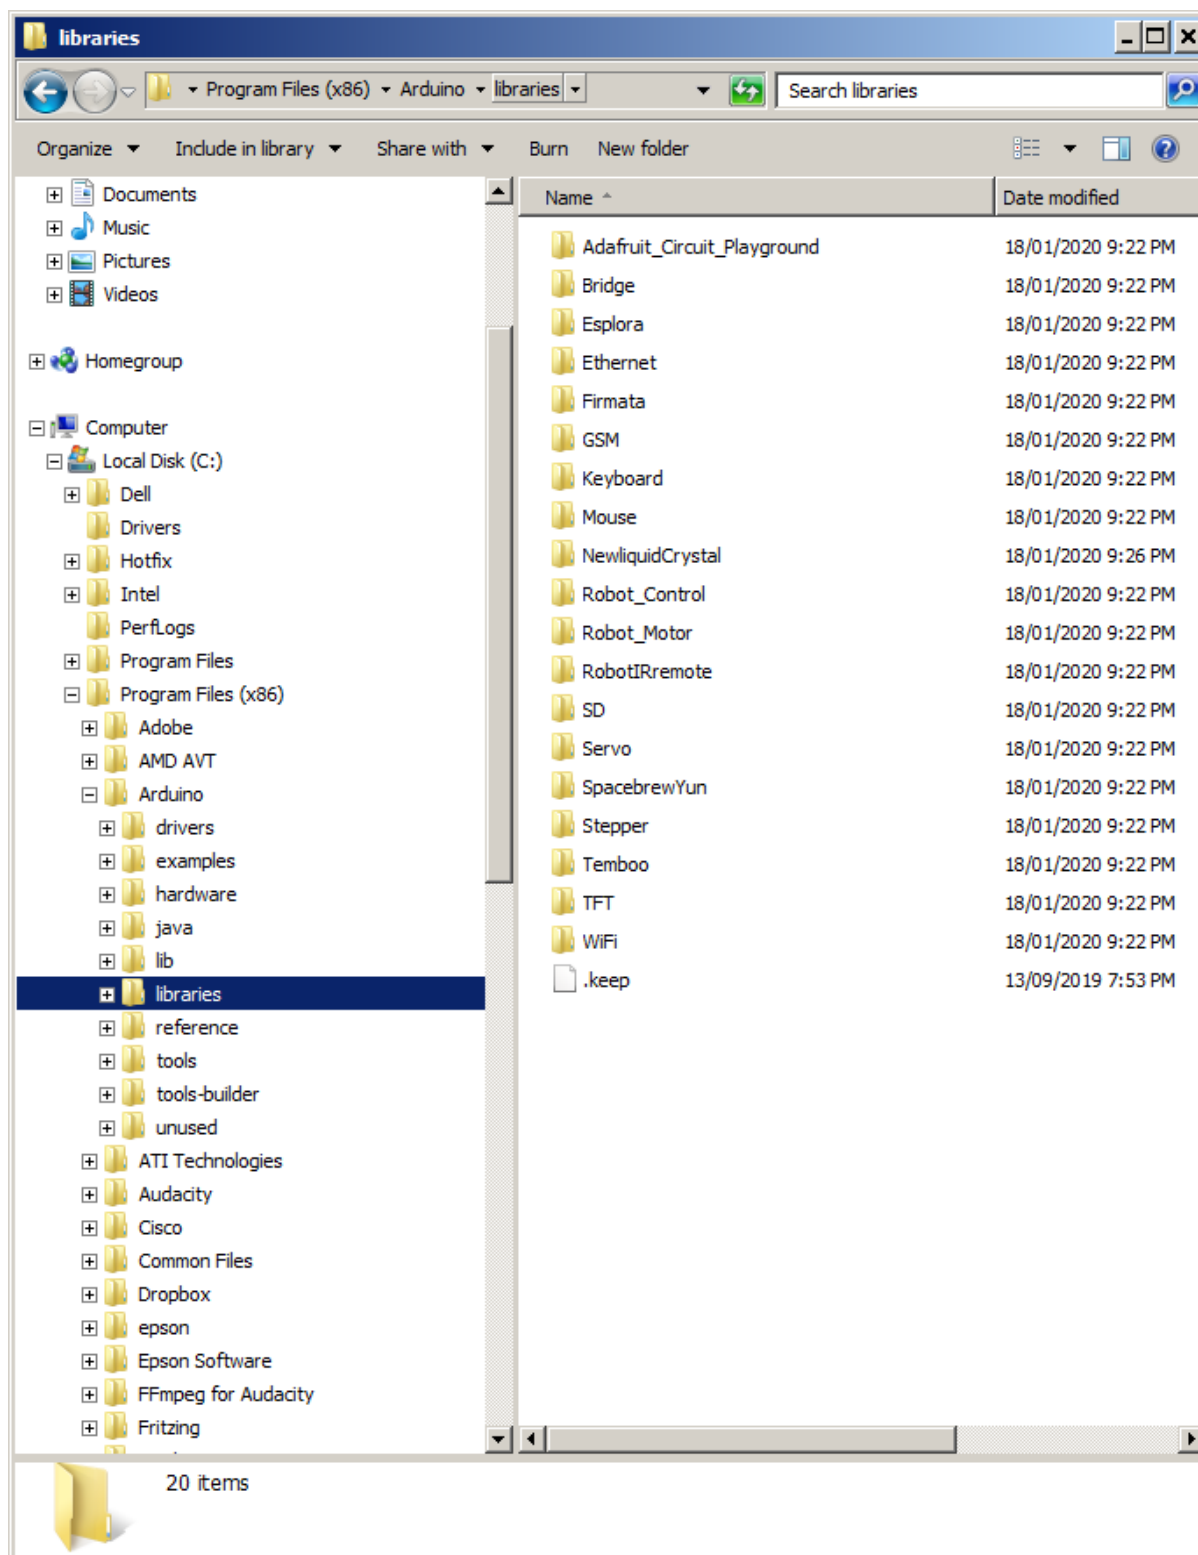 libraries
Program Files (x86) Arduino libraries Search libraries
Organize Include in library Share with Burn New folder
Documents
Music
Pictures
Videos
Homegroup
Computer
Local Disk (C:)
Dell
Drivers
Hotfix
Intel
PerfLogs
Program Files
Program Files (x86)
Adobe
AMD AVT
Arduino
drivers
examples
hardware
java
lib
libraries
reference
tools
tools-builder
unused
ATI Technologies
Audacity
Cisco
Common Files
Dropbox
epson
Epson Software
FFmpeg for Audacity
Fritzing
Name Date modified
Adafruit_Circuit_Playground 18/01/2020 9:22 PM
Bridge 18/01/2020 9:22 PM
Esplora 18/01/2020 9:22 PM
Ethernet 18/01/2020 9:22 PM
Firmata 18/01/2020 9:22 PM
GSM 18/01/2020 9:22 PM
Keyboard 18/01/2020 9:22 PM
Mouse 18/01/2020 9:22 PM
NewliquidCrystal 18/01/2020 9:26 PM
Robot_Control 18/01/2020 9:22 PM
Robot_Motor 18/01/2020 9:22 PM
RobotIRremote 18/01/2020 9:22 PM
SD 18/01/2020 9:22 PM
Servo 18/01/2020 9:22 PM
SpacebrewYun 18/01/2020 9:22 PM
Stepper 18/01/2020 9:22 PM
Temboo 18/01/2020 9:22 PM
TFT 18/01/2020 9:22 PM
WiFi 18/01/2020 9:22 PM
.keep 13/09/2019 7:53 PM
20 items